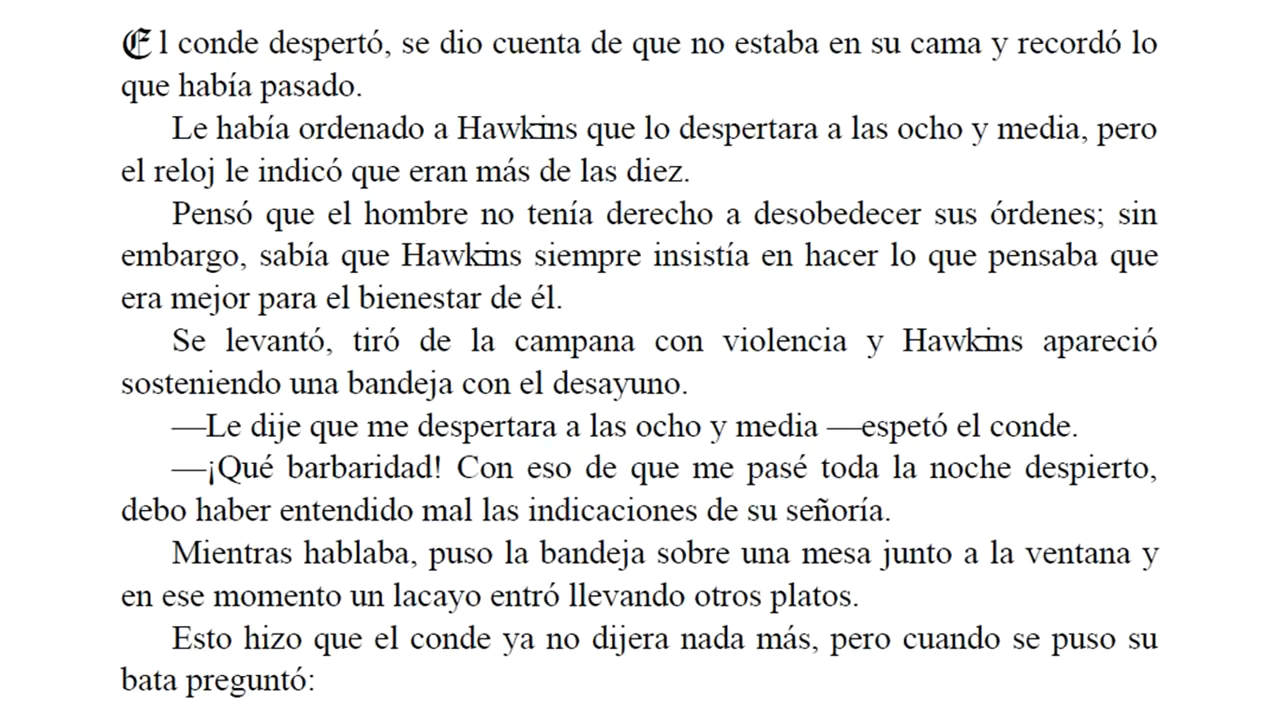 El conde despertó, se dio cuenta de que no estaba en su cama y recordó lo
que había pasado.
Le había ordenado a Hawkins que lo despertara a las ocho y media, pero
el reloj le indicó que eran más de las diez.
Pensó que el hombre no tenía derecho a desobedecer sus órdenes; sin
embargo, sabía que Hawkins siempre insistía en hacer lo que pensaba que
era mejor para el bienestar de él.
Se levantó, tiró de la campana con violencia y Hawkins apareció
sosteniendo una bandeja con el desayuno.
—Le dije que me despertara a las ocho y media —espetó el conde.
—¡Qué barbaridad! Con eso de que me pasé toda la noche despierto,
debo haber entendido mal las indicaciones de su señoría.
Mientras hablaba, puso la bandeja sobre una mesa junto a la ventana y
en ese momento un lacayo entró llevando otros platos.
Esto hizo que el conde ya no dijera nada más, pero cuando se puso su
bata preguntó: